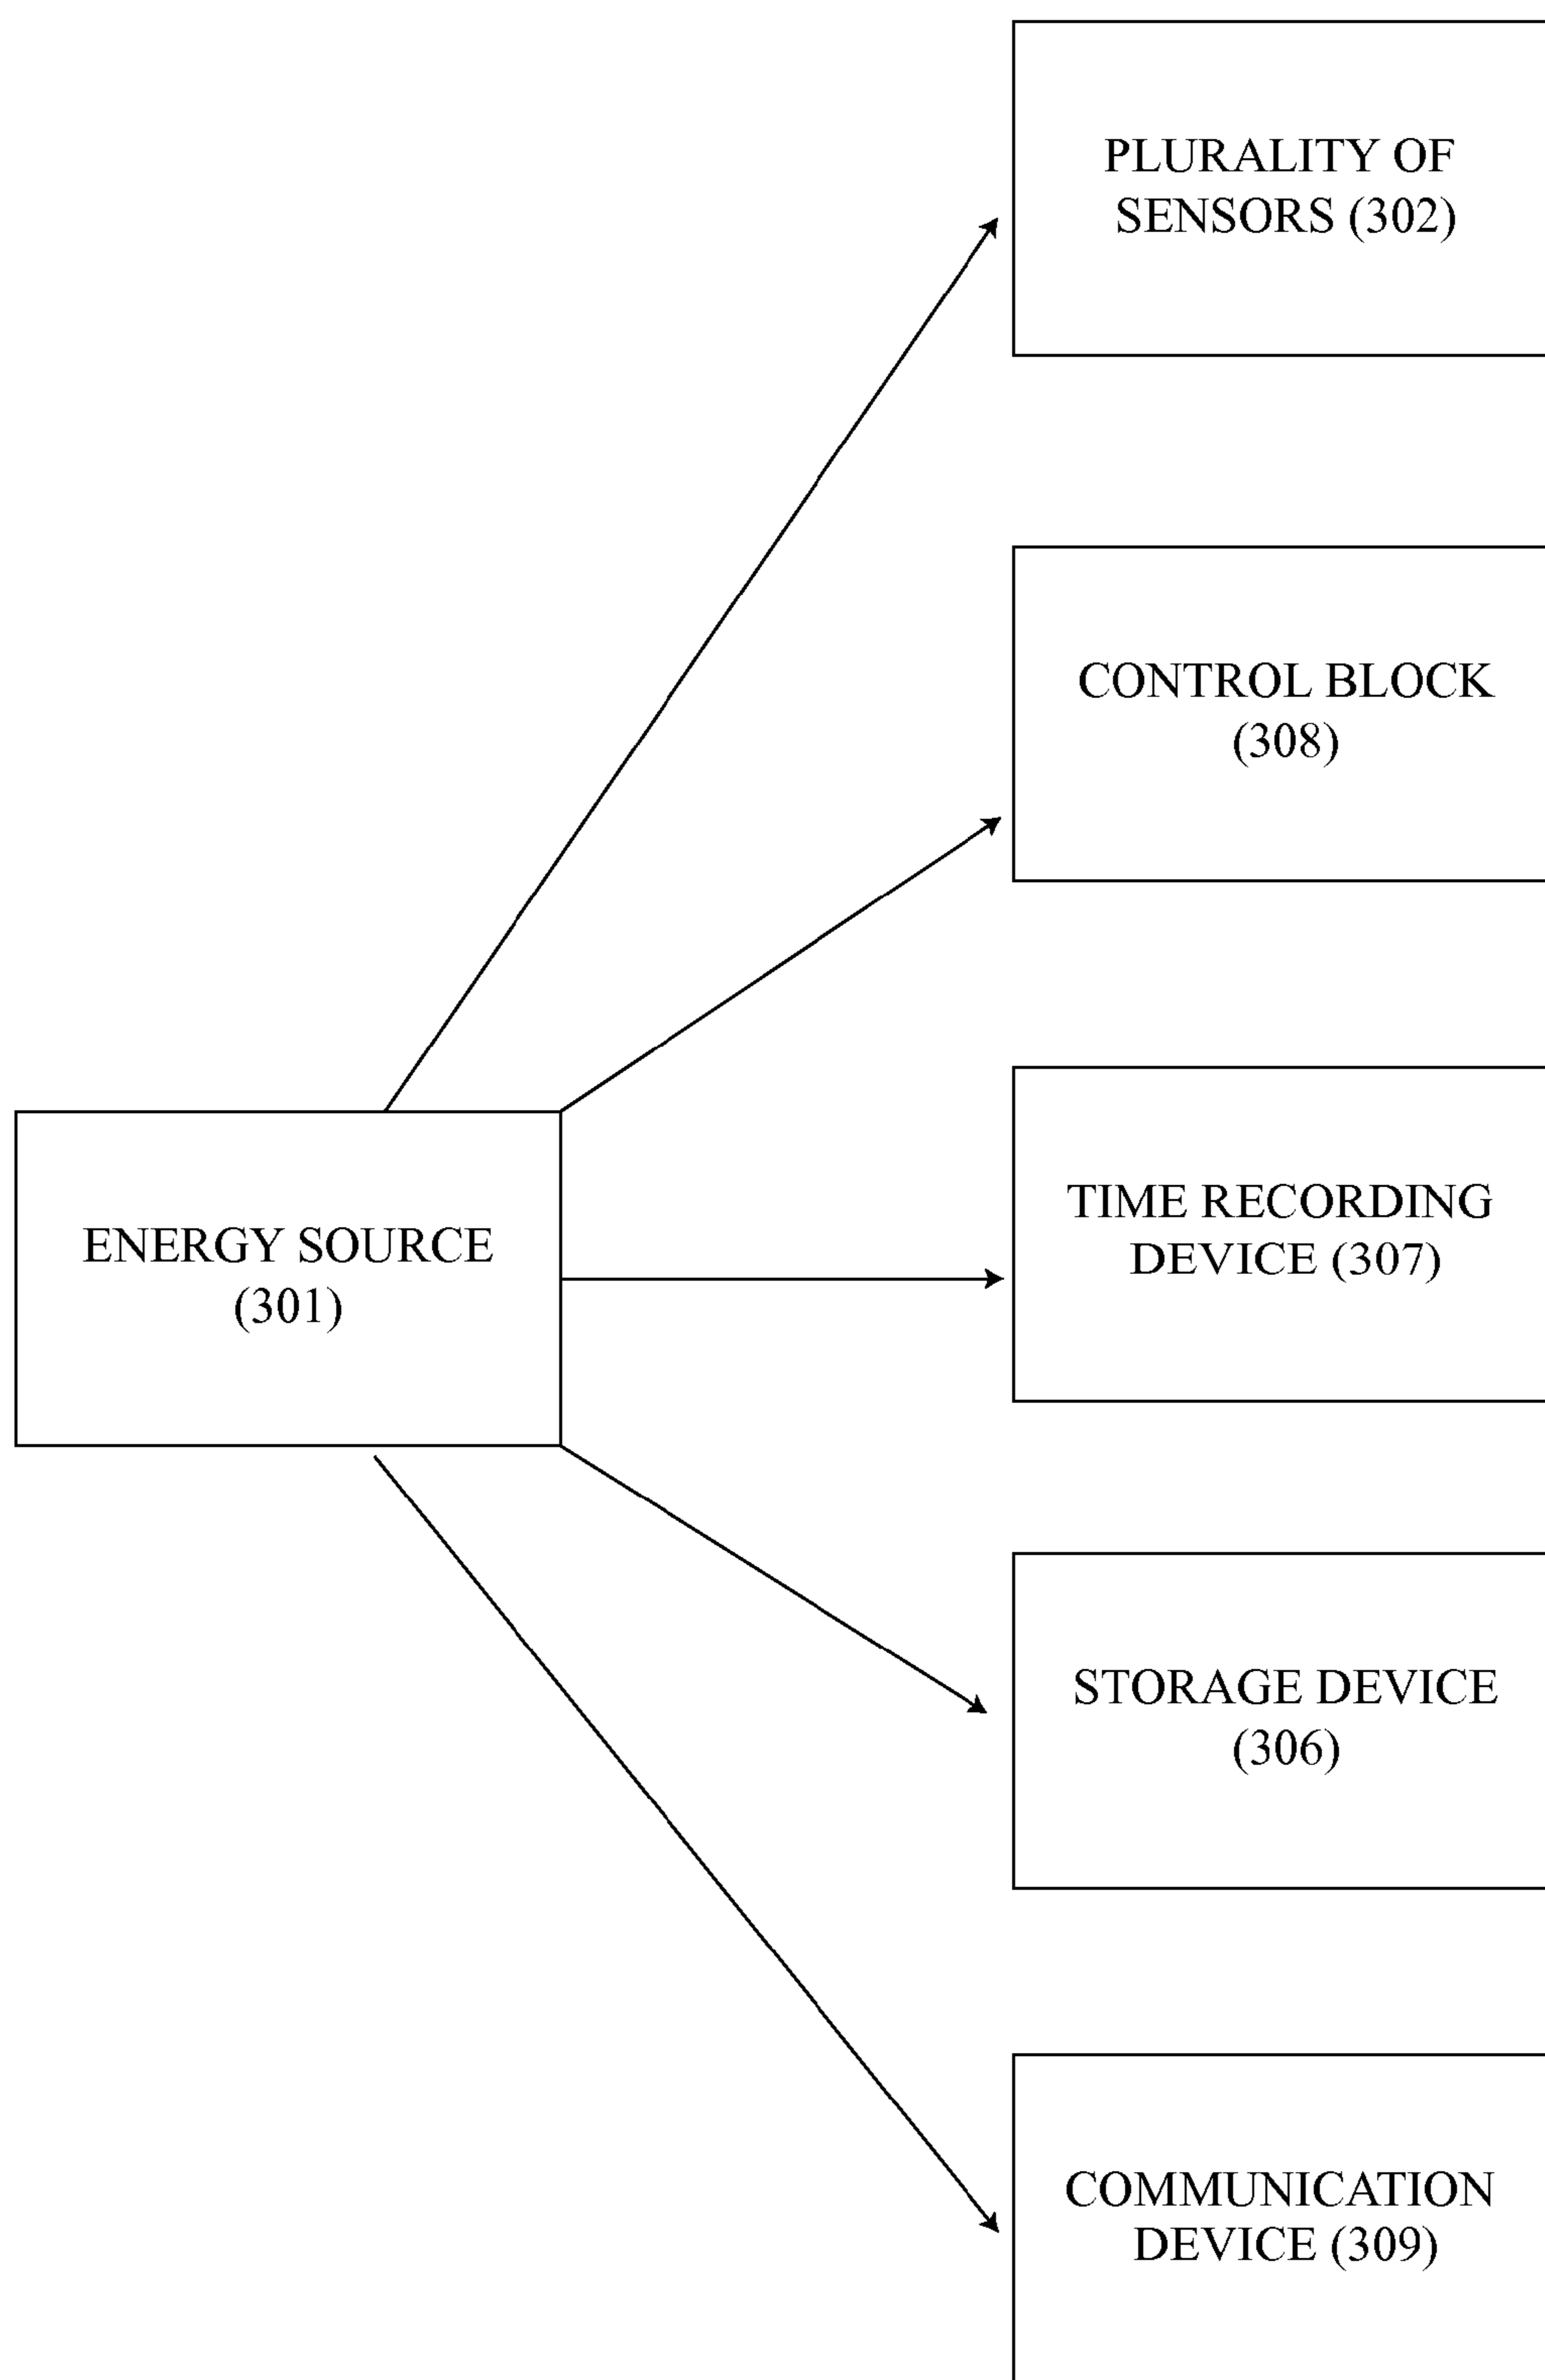 PLURALITY OF
SENSORS (302)
CONTROL BLOCK
(308)
TIME RECORDING
DEVICE (307)
ENERGY SOURCE
(301)
STORAGE DEVICE
(306)
COMMUNICATION
DEVICE (309)